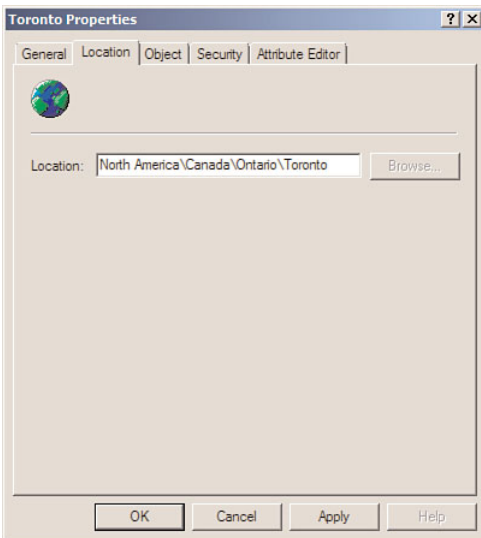 Toronto Properties
General Location Object Security Attribute Editor
Location: North America\Canada\Ontario\Toronto Browse...
OK Cancel Apply Help